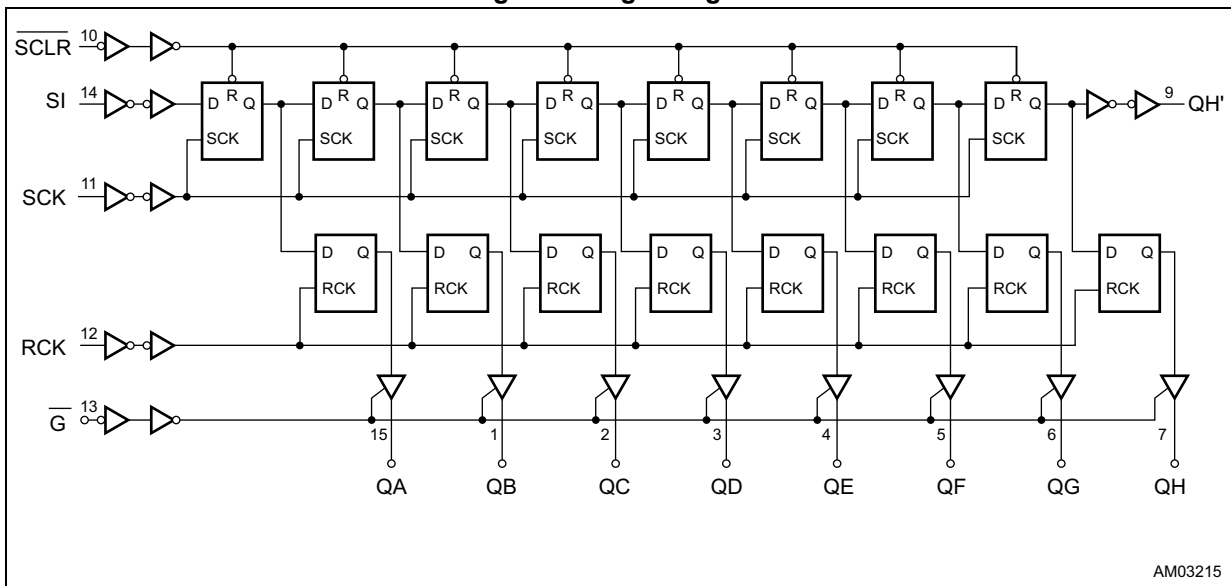 SCLR 10
SI 14
D R Q D R Q D R Q D R Q D R Q D R Q D R Q D R Q
9 QH'
SCK SCK SCK SCK SCK SCK SCK SCK
SCK 11
D Q D Q D Q D Q D Q D Q D Q D Q
RCK RCK RCK RCK RCK RCK RCK RCK
RCK 12
G 13
15 1 2 3 4 5 6 7
QA QB QC QD QE QF QG QH
AM03215